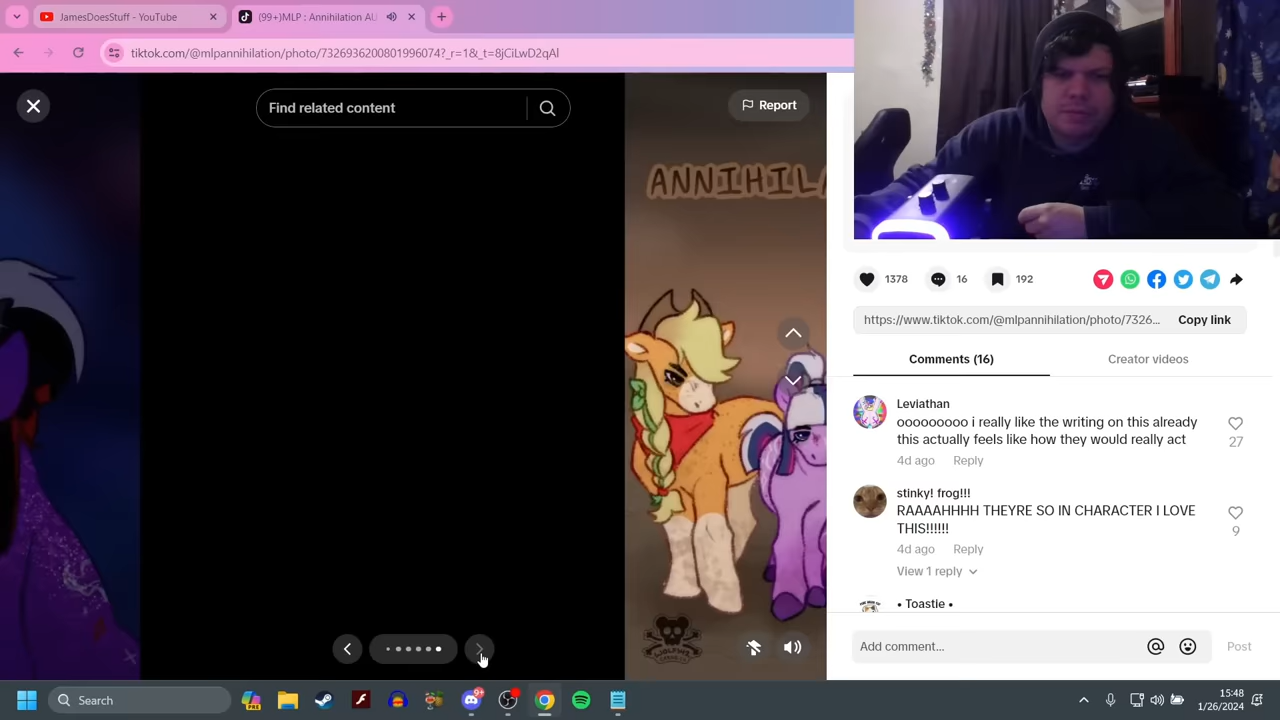 JamesDoesStuff - YouTube
(99+)MLP : Annihilation AU
tiktok.com/@mlpannihilation/photo/7326936200801996074?_r=1&_t=8jCiLwD2qAl
Find related content
Report
ANNIHILA
1378
16
192
https://www.tiktok.com/@mlpannihilation/photo/7326...
Copy link
Comments (16)
Creator videos
Leviathan
ooooooooo i really like the writing on this already
this actually feels like how they would really act
27
4d ago Reply
stinky! frog!!!
RAAAAHHHH THEYRE SO IN CHARACTER I LOVE
THIS!!!!!!
9
4d ago Reply
View 1 reply
• Toastie •
Add comment...
Post
Search
PRE
9+
15:48
1/26/2024